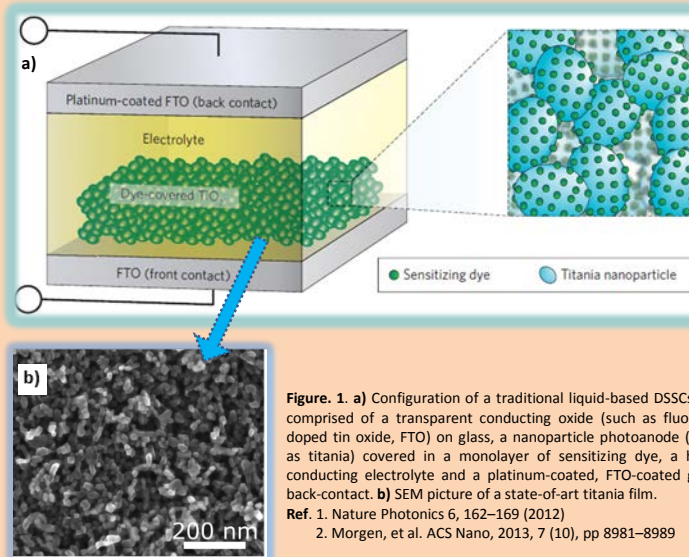 a)
Platinum-coated FTO (back contact)
Electrolyte
Dye-covered TiO
FTO (front contact)
Sensitizing dye
Titania nanoparticle
b)
200 nm
Figure. 1. a) Configuration of a traditional liquid-based DSSCs
comprised of a transparent conducting oxide (such as
doped tin oxide, FTO) on glass, a nanoparticle photoanode
as titania) covered in a monolayer of sensitizing dye, a
conducting electrolyte and a platinum-coated, FTO-coated
back-contact. b) SEM picture of a state-of-art titania film.
Ref. 1. Nature Photonics 6, 162–169 (2012)
2. Morgen, et al. ACS Nano, 2013, 7 (10), pp 8981–8989